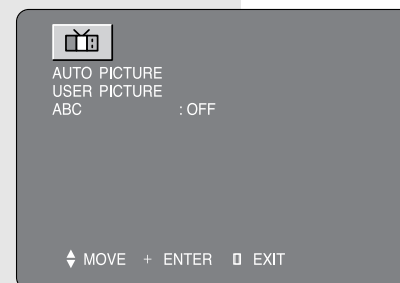 AUTO PICTURE
USER PICTURE
ABC : OFF
MOVE + ENTER EXIT